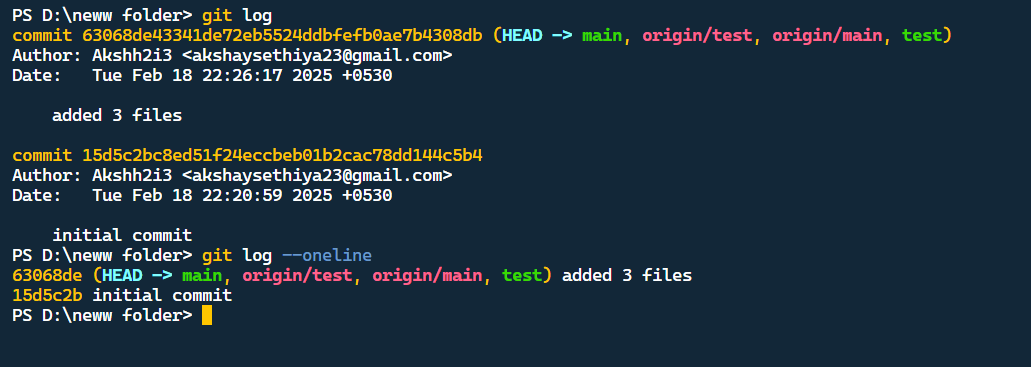 PS D:\neww folder> git log
commit 63068de43341de72eb5524ddbfefb0ae7b4308db (HEAD -> main, origin/test, origin/main, test)
Author: Akshh2i3 <akshaysethiya23@gmail.com>
Date:   Tue Feb 18 22:26:17 2025 +0530
    added 3 files
commit 15d5c2bc8ed51f24eccbeb01b2cac78dd144c5b4
Author: Akshh2i3 <akshaysethiya23@gmail.com>
Date:   Tue Feb 18 22:20:59 2025 +0530
    initial commit
PS D:\neww folder> git log --oneline
63068de (HEAD -> main, origin/test, origin/main, test) added 3 files
15d5c2b initial commit
PS D:\neww folder>